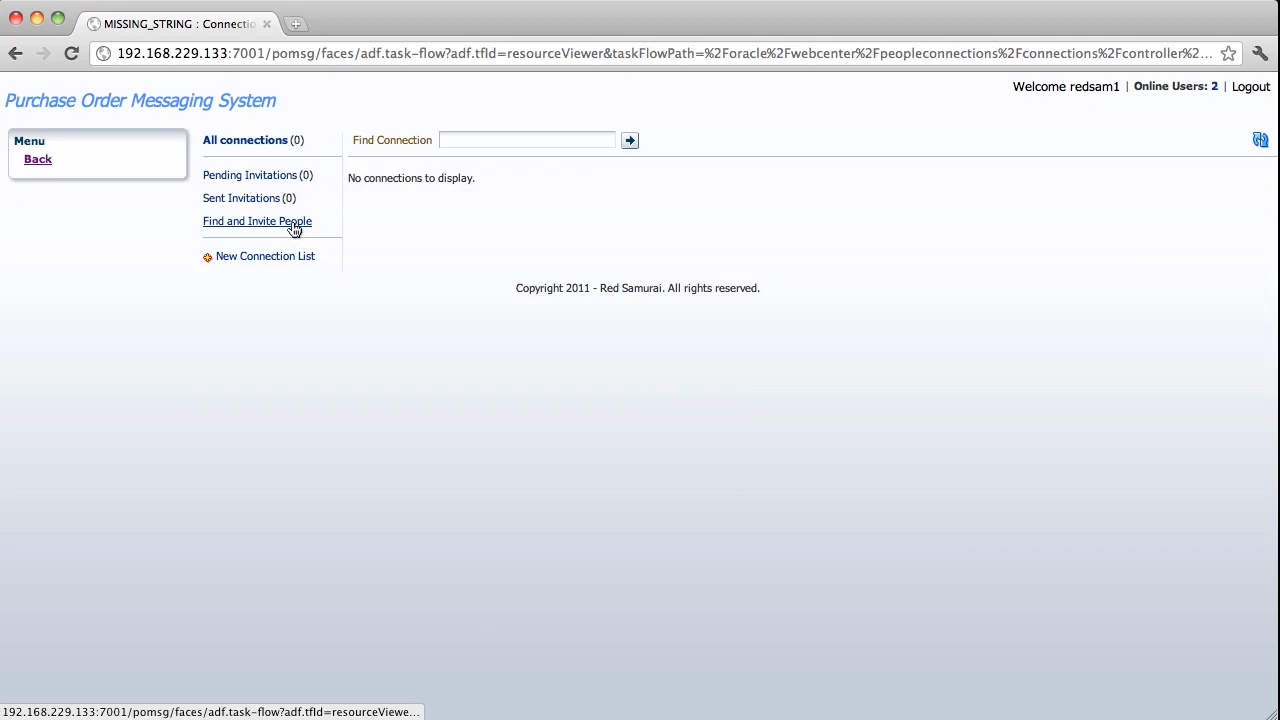 MISSING_STRING : Connectio
192.168.229.133:7001/pomsg/faces/adf.task-flow?adf.tfId=resourceViewer&taskFlowPath=%2Foracle%2Fwebcenter%2Fpeopleconnections%2Fconnections%2Fcontroller%2...
Welcome redsam1 | Online Users: 2 | Logout
Purchase Order Messaging System
Menu
Back
All connections (0)
Pending Invitations (0)
Sent Invitations (0)
Find and Invite People
New Connection List
Find Connection
No connections to display.
Copyright 2011 - Red Samurai. All rights reserved.
192.168.229.133:7001/pomsg/faces/adf.task-flow?adf.tfId=resourceViewe...